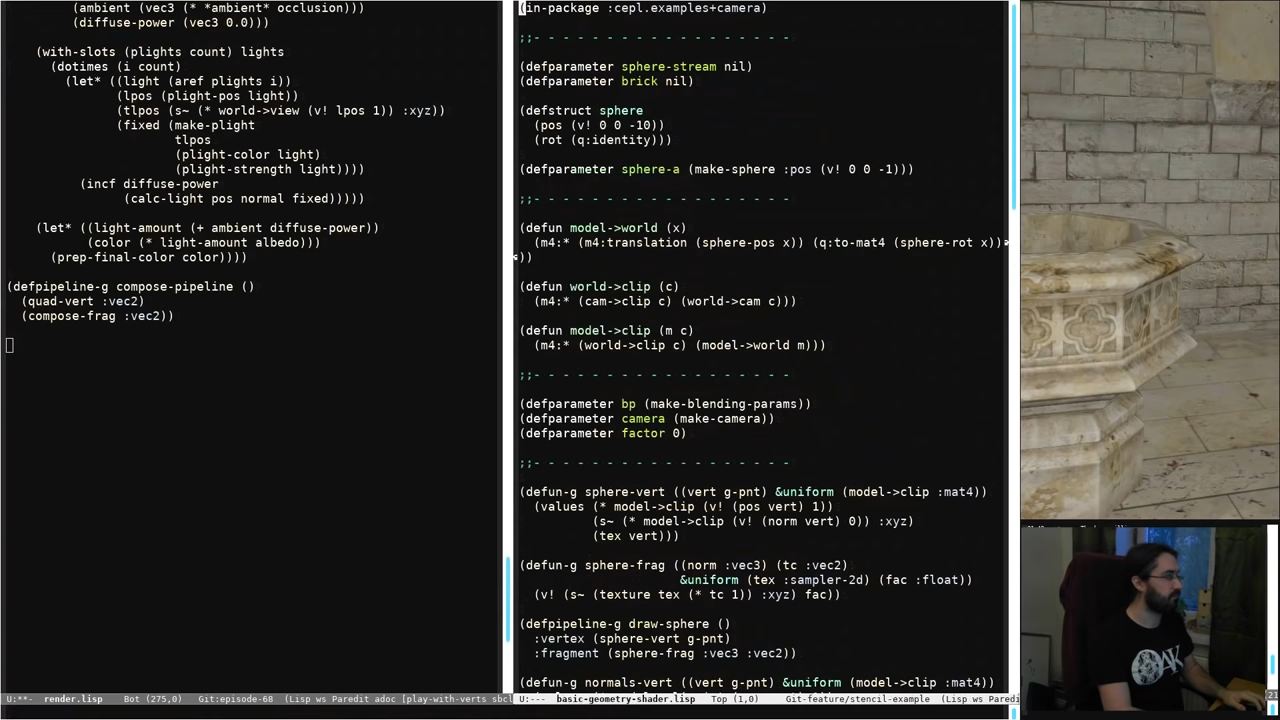 (ambient (vec3 (* *ambient* occlusion)))
(diffuse-power (vec3 0.0)))
(with-slots (plights count) lights
(dotimes (i count)
(let* ((light (aref plights i))
(lpos (plight-pos light))
(tlpos (s~ (* world->view (v! lpos 1)) :xyz))
(fixed (make-plight
tlpos
(plight-color light)
(plight-strength light))))
(incf diffuse-power
(calc-light pos normal fixed)))))
(let* ((light-amount (+ ambient diffuse-power))
(color (* light-amount albedo)))
(prep-final-color color))))
(defpipeline-g compose-pipeline ()
(quad-vert :vec2)
(compose-frag :vec2))
U:**- render.lisp Bot (275,0) Git:episode-68 (Lisp ws Paredit adoc [play-with-verts sbcl
(in-package :cepl.examples+camera)
;;- - - - - - - - - - - - - - - - - -
(defparameter sphere-stream nil)
(defparameter brick nil)
(defstruct sphere
(pos (v! 0 0 -10))
(rot (q:identity)))
(defparameter sphere-a (make-sphere :pos (v! 0 0 -1)))
;;- - - - - - - - - - - - - - - - - -
(defun model->world (x)
(m4:* (m4:translation (sphere-pos x)) (q:to-mat4 (sphere-rot x))
))
(defun world->clip (c)
(m4:* (cam->clip c) (world->cam c)))
(defun model->clip (m c)
(m4:* (world->clip c) (model->world m)))
;;- - - - - - - - - - - - - - - - - -
(defparameter bp (make-blending-params))
(defparameter camera (make-camera))
(defparameter factor 0)
;;- - - - - - - - - - - - - - - - - -
(defun-g sphere-vert ((vert g-pnt) &uniform (model->clip :mat4))
(values (* model->clip (v! (pos vert) 1))
(s~ (* model->clip (v! (norm vert) 0)) :xyz)
(tex vert)))
(defun-g sphere-frag ((norm :vec3) (tc :vec2)
&uniform (tex :sampler-2d) (fac :float))
(v! (s~ (texture tex (* tc 1)) :xyz) fac))
(defpipeline-g draw-sphere ()
:vertex (sphere-vert g-pnt)
:fragment (sphere-frag :vec3 :vec2))
(defun-g normals-vert ((vert g-pnt) &uniform (model->clip :mat4)
U:--- basic-geometry-shader.lisp Top (1,0) Git-feature/stencil-example (Lisp ws Paredi
21